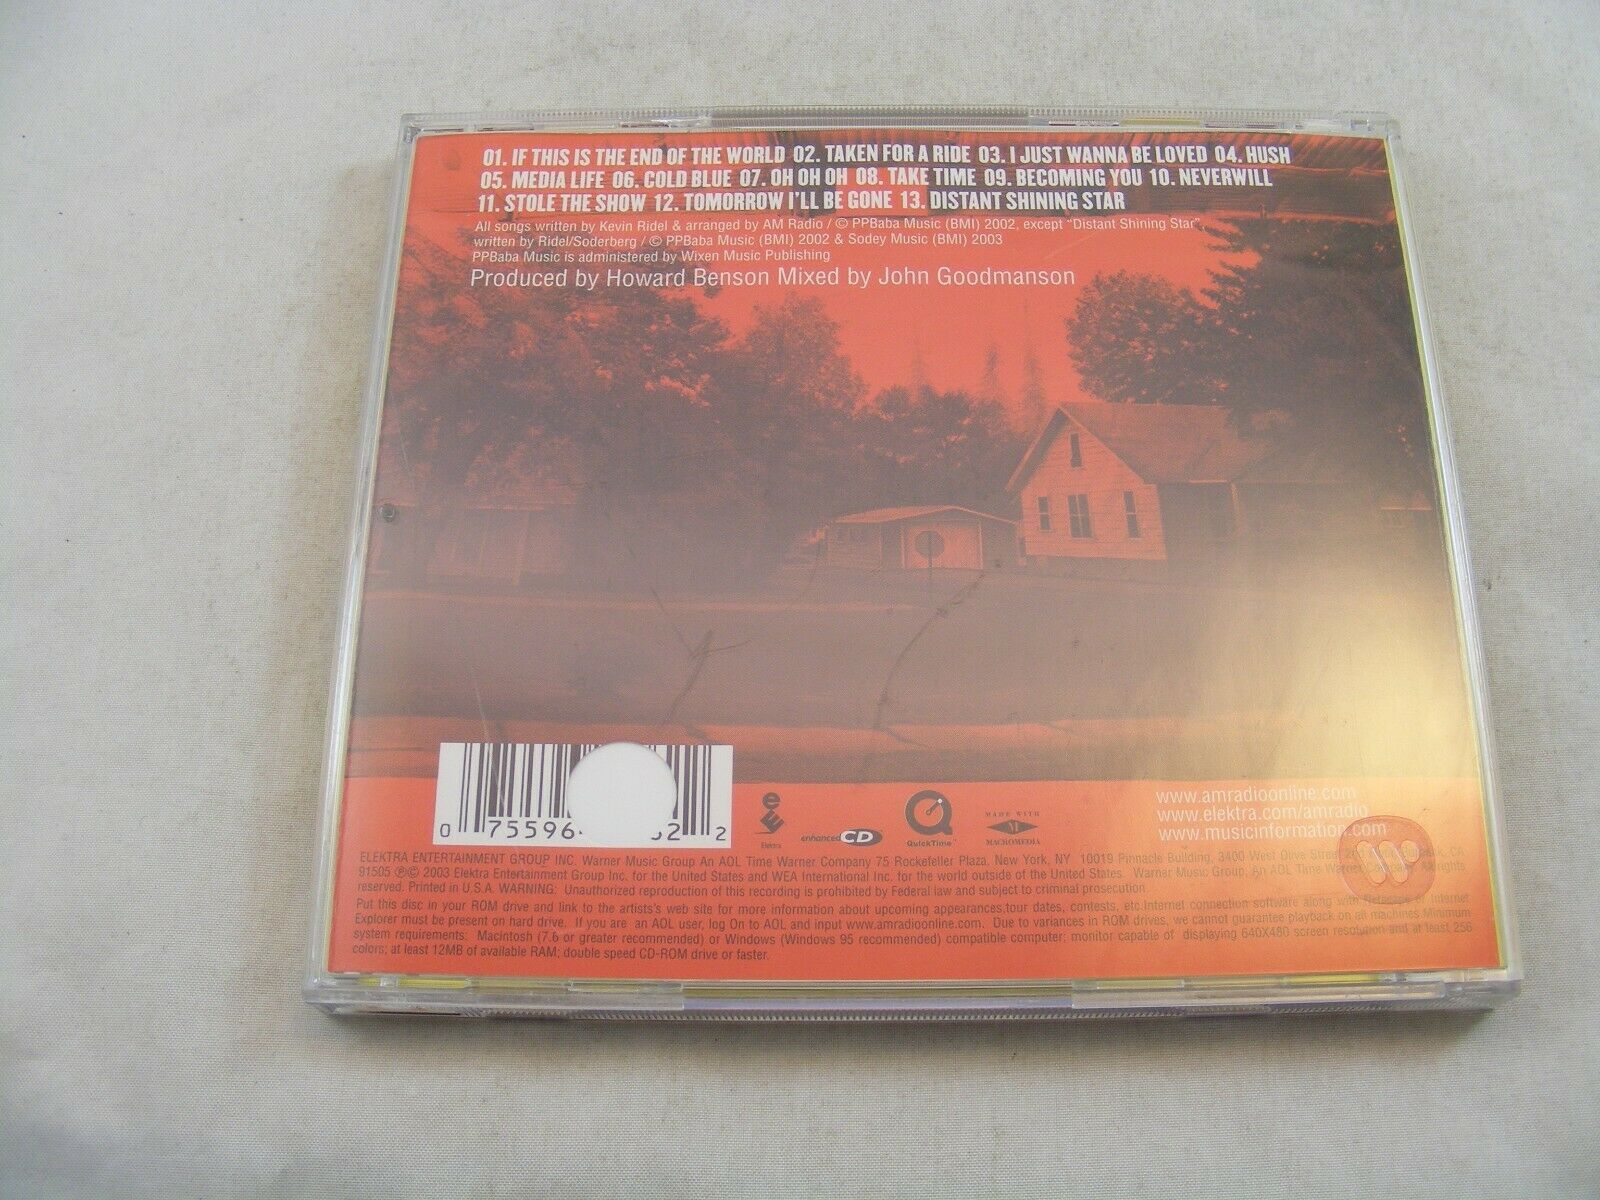 01. IF THIS IS THE END OF THE WORLD 02. TAKEN FOR A RIDE 03. I JUST WANNA BE LOVED 04. HUSH
05. MEDIA LIFE 06. COLD BLUE 07. OH OH OH 08. TAKE TIME 09. BECOMING YOU 10. NEVERWILL
11. STOLE THE SHOW 12. TOMORROW I'LL BE GONE 13. DISTANT SHINING STAR
All songs written by Kevin Ridel & arranged by AM Radio / © PPBaba Music (BMI) 2002, except "Distant Shining Star",
written by Ridel/Soderberg / © PPBaba Music (BMI) 2002 & Sodey Music (BMI) 2003
PPBaba Music is administered by Wixen Music Publishing
Produced by Howard Benson Mixed by John Goodmanson
0 75596 52 2
Elektra
enhanced CD
QuickTime™
MADE WITH
MACROMEDIA
www.amradioonline.com
www.elektra.com/amradio
www.musicinformation.com
ELEKTRA ENTERTAINMENT GROUP INC. Warner Music Group An AOL Time Warner Company 75 Rockefeller Plaza, New York, NY 10019 Pinnacle Building, 3400 West Olive Street CA
91505 ℗© 2003 Elektra Entertainment Group Inc. for the United States and WEA International Inc. for the world outside of the United States. Warner Music Group, An AOL Time Warner Company. All rights
reserved. Printed in U.S.A. WARNING: Unauthorized reproduction of this recording is prohibited by Federal law and subject to criminal prosecution
Put this disc in your ROM drive and link to the artists's web site for more information about upcoming appearances,tour dates, contests, etc.Internet connection software along with Netscape or Internet
Explorer must be present on hard drive. If you are an AOL user, log On to AOL and input www.amradioonline.com. Due to variances in ROM drives, we cannot guarantee playback on all machines.Minimum
system requirements: Macintosh (7.6 or greater recommended) or Windows (Windows 95 recommended) compatible computer; monitor capable of displaying 640X480 screen resolution and at least 256
colors; at least 12MB of available RAM; double speed CD-ROM drive or faster.